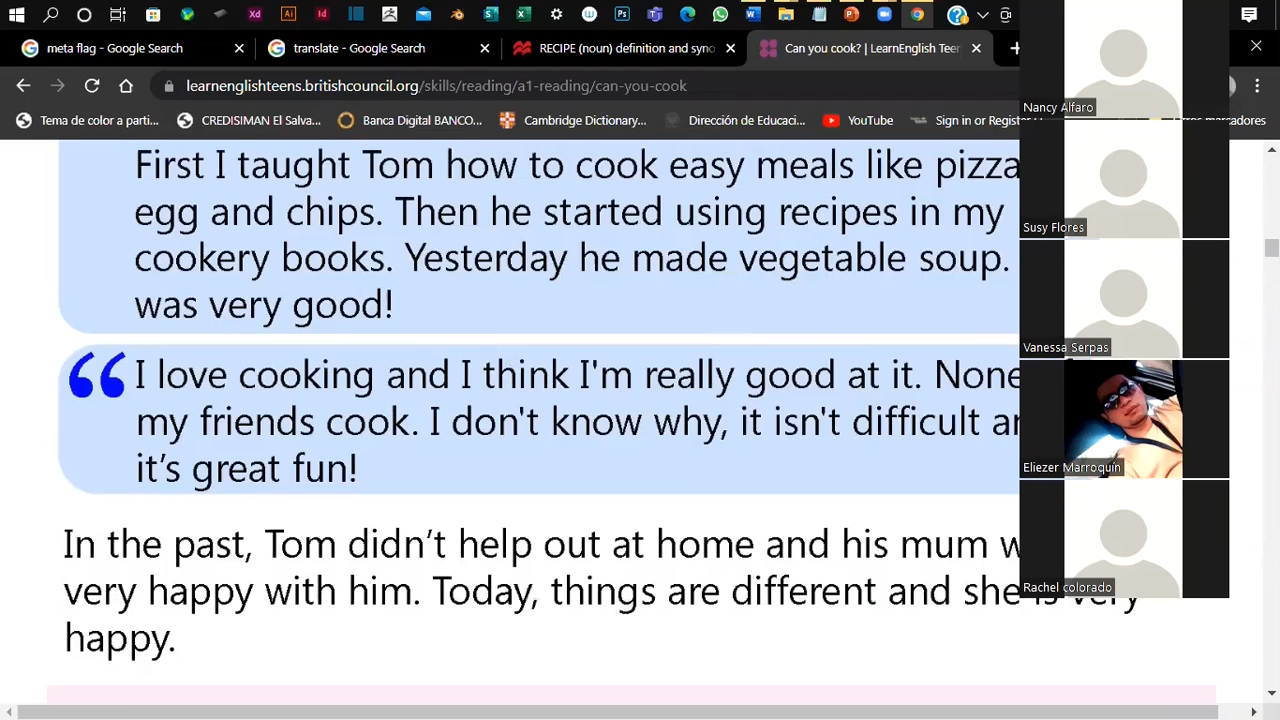 meta flag - Google Search
translate - Google Search
RECIPE (noun) definition and syno
Can you cook? | LearnEnglish Teen
learnenglishteens.britishcouncil.org/skills/reading/a1-reading/can-you-cook
Tema de color a parti...
CREDISIMAN El Salva...
Banca Digital BANCO...
Cambridge Dictionary...
Dirección de Educaci...
YouTube
Sign in or Register
marcadores
First I taught Tom how to cook easy meals like pizza
egg and chips. Then he started using recipes in my
cookery books. Yesterday he made vegetable soup.
was very good!
“ I love cooking and I think I'm really good at it. None
my friends cook. I don't know why, it isn't difficult
it’s great fun!
In the past, Tom didn’t help out at home and his mum
very happy with him. Today, things are different and she is very
happy.
Nancy Alfaro
Susy Flores
Vanessa Serpas
Eliezer Marroquín
Rachel colorado